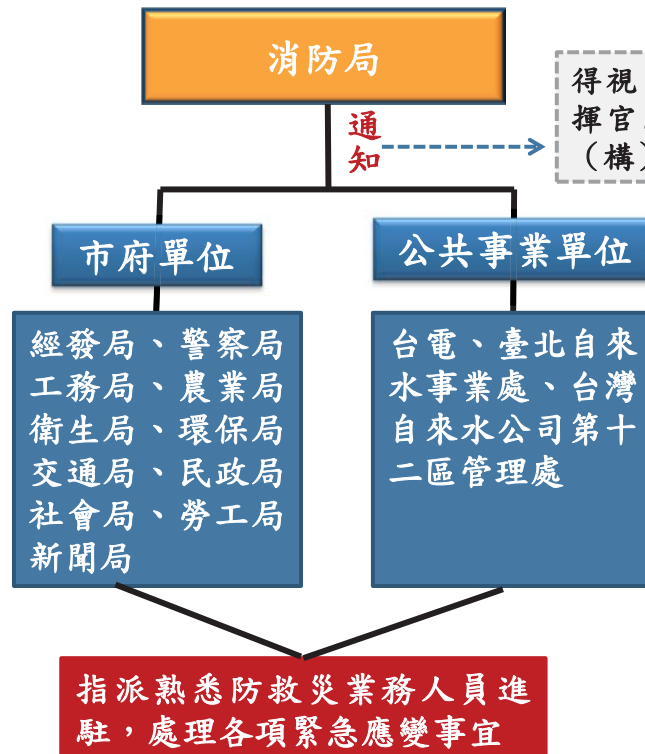 消防局
通
知
得視
揮官
（構）
市府單位
公共事業單位
經發局、警察局
工務局、農業局
衛生局、環保局
交通局、民政局
社會局、勞工局
新聞局
台電、臺北自來
水事業處、台灣
自來水公司第十
二區管理處
指派熟悉防救災業務人員進
駐，處理各項緊急應變事宜